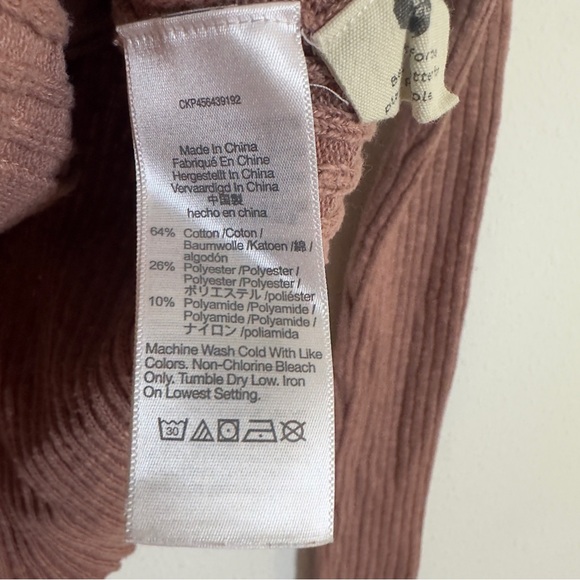 CKP456439192
Made In China
Fabriqué En Chine
Hergestellt In China
Vervaardigd In China
中国製
hecho en china
64% Cotton /Coton /
Baumwolle /Katoen /綿 /
algodón
26% Polyester /Polyester /
Polyester /Polyester /
ポリエステル /poliéster
10% Polyamide /Polyamide /
Polyamide /Polyamide /
ナイロン /poliamida
Machine Wash Cold With Like
Colors. Non-Chlorine Bleach
Only. Tumble Dry Low. Iron
On Lowest Setting.
30